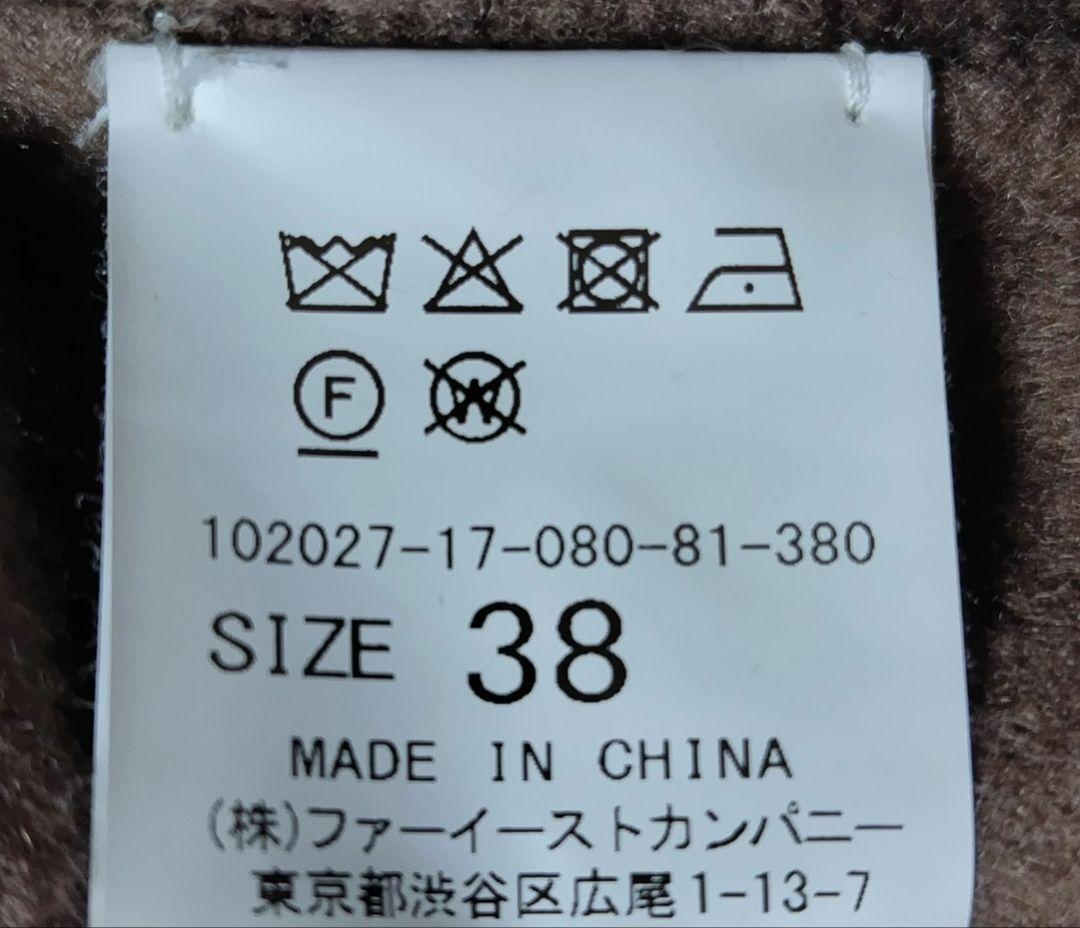 F W
102027-17-080-81-380
SIZE 38
MADE IN CHINA
(株)ファーイーストカンパニー
東京都渋谷区広尾1-13-7